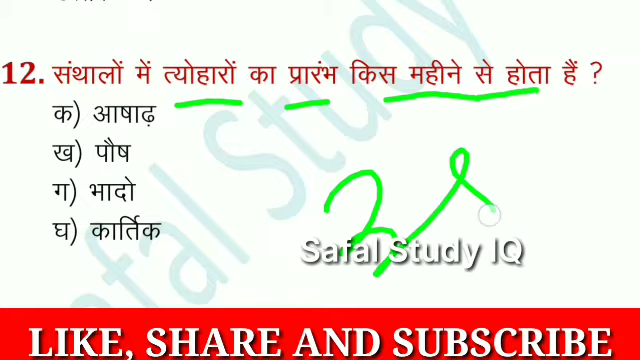 12. संथालों में त्योहारों का प्रारंभ किस महीने से होता हैं ?
क) आषाढ़
ख) पौष
ग) भादो
घ) कार्तिक
Safal Study IQ
LIKE, SHARE AND SUBSCRIBE